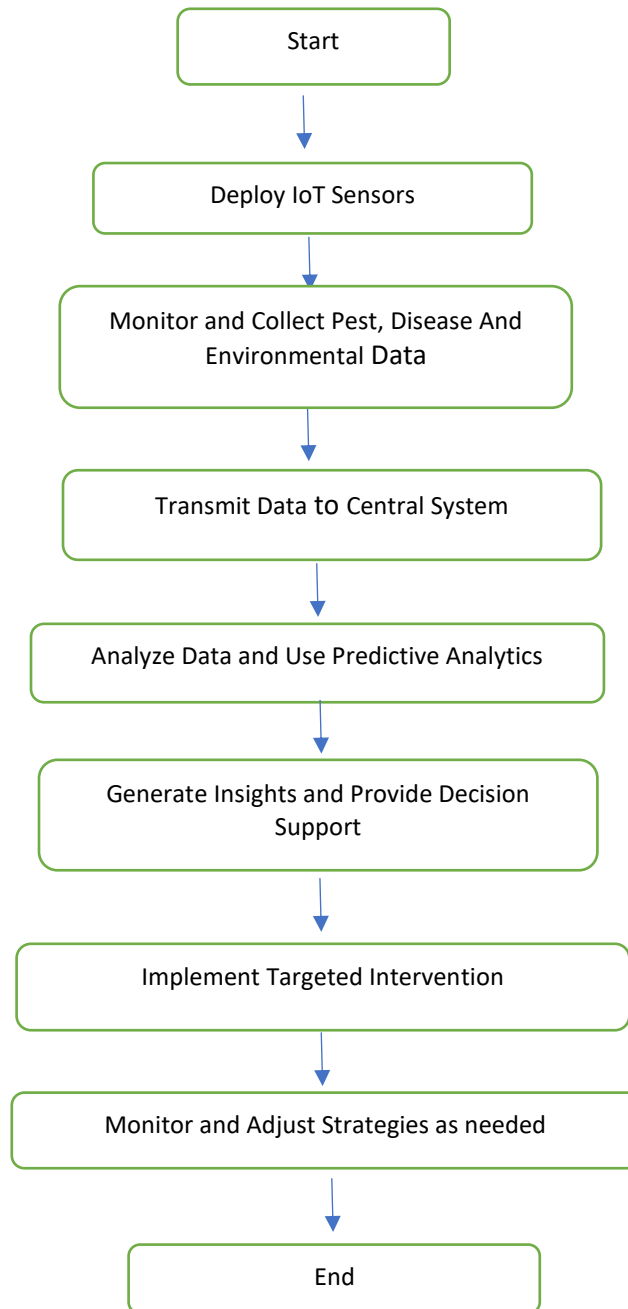 Start
Deploy IoT Sensors
Monitor and Collect Pest, Disease And
Environmental Data
Transmit Data to Central System
Analyze Data and Use Predictive Analytics
Generate Insights and Provide Decision
Support
Implement Targeted Intervention
Monitor and Adjust Strategies as needed
End